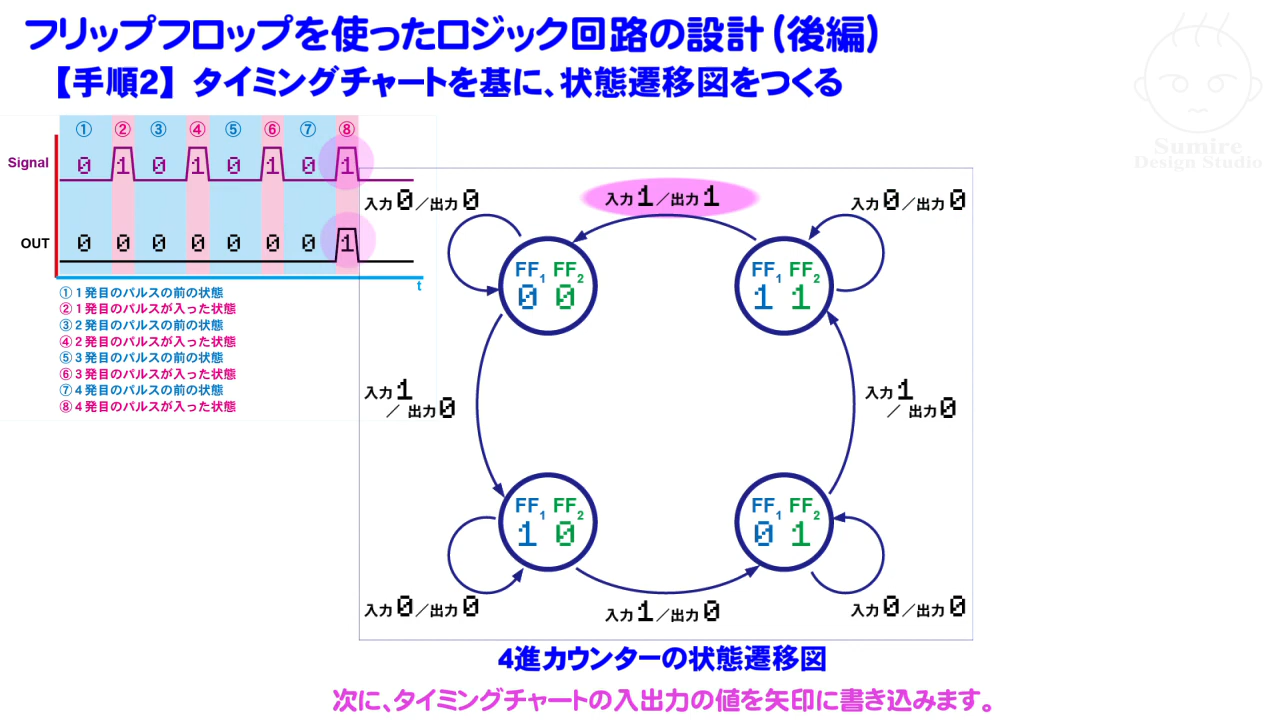 フリップフロップを使ったロジック回路の設計(後編)
【手順2】タイミングチャートを基に、状態遷移図をつくる
Sumire
Design Studio
① ② ③ ④ ⑤ ⑥ ⑦ ⑧
Signal 0 1 0 1 0 1 0 1
OUT 0 0 0 0 0 0 0 1
t
①1発目のパルスの前の状態
②1発目のパルスが入った状態
③2発目のパルスの前の状態
④2発目のパルスが入った状態
⑤3発目のパルスの前の状態
⑥3発目のパルスが入った状態
⑦4発目のパルスの前の状態
⑧4発目のパルスが入った状態
入力0/出力0
入力1/出力1
入力0/出力0
FF1 FF2
0 0
FF1 FF2
1 1
入力1
/出力0
入力1
/出力0
FF1 FF2
1 0
FF1 FF2
0 1
入力0/出力0
入力1/出力0
入力0/出力0
4進カウンターの状態遷移図
次に、タイミングチャートの入出力の値を矢印に書き込みます。